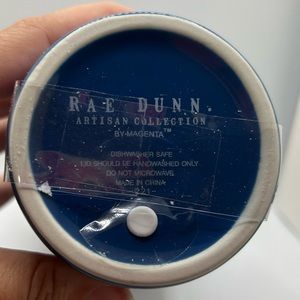 RAE DUNN.
ARTISAN COLLECTION
BY-MAGENTA™
DISHWASHER SAFE
LID SHOULD BE HANDWASHED ONLY
DO NOT MICROWAVE
MADE IN CHINA